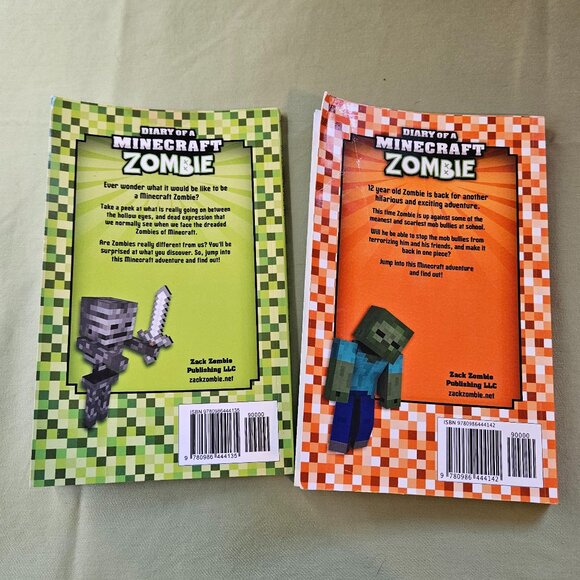 DIARY OF A
MINECRAFT
ZOMBIE
Ever wonder what it would be like to be
a Minecraft Zombie?
Take a peek at what is really going on between
the hollow eyes, and dead expression that
we normally see when we face the dreaded
Zombies of Minecraft.
Are Zombies really different from us? You'll be
surprised at what you discover. So, jump into
this Minecraft adventure and find out!
Zack Zombie
Publishing LLC
zackzombie.net
ISBN 9780986444135
90000
9 780986 444135
DIARY OF A
MINECRAFT
ZOMBIE
12 year old Zombie is back for another
hilarious and exciting adventure.
This time Zombie is up against some of the
meanest and scariest mob bullies at school.
Will he be able to stop the mob bullies from
terrorizing him and his friends, and make it
back in one piece?
Jump into this Minecraft adventure
and find out!
Zack Zombie
Publishing LLC
zackzombie.net
ISBN 9780986444142
90000
9 780986 444142